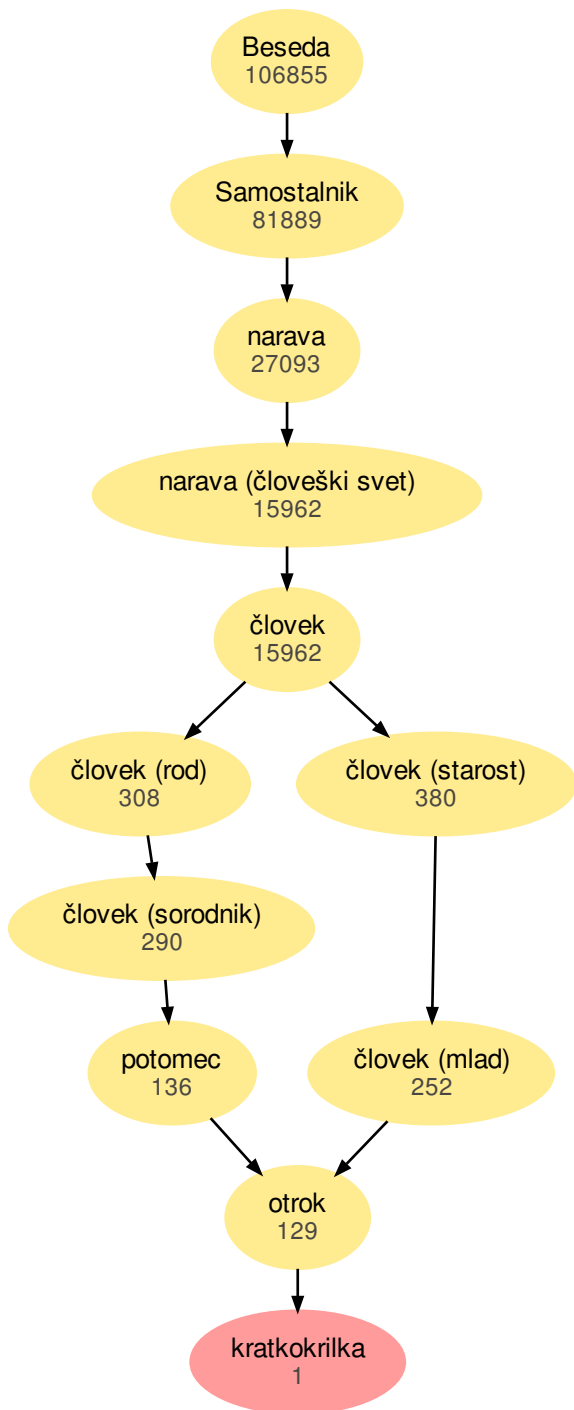 Beseda
106855
Samostalnik
81889
narava
27093
narava (človeški svet)
15962
človek
15962
človek (rod)
308
človek (starost)
380
človek (sorodnik)
290
potomec
136
človek (mlad)
252
otrok
129
kratkokrilka
1